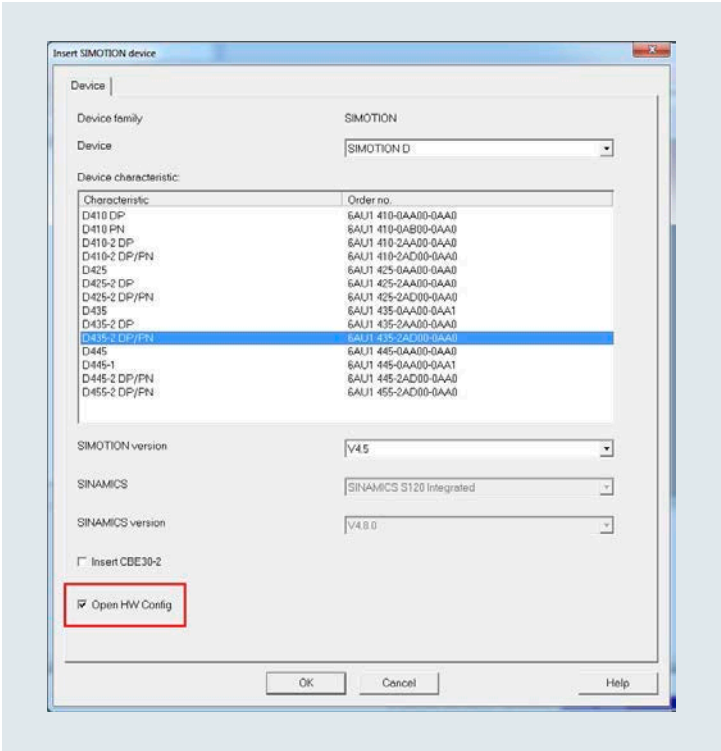 Insert SIMOTION device
Device
Device family SIMOTION
Device SIMOTION D
Device characteristic:
Characteristic Order no.
D410 DP 6AU1 410-0AA00-0AA0
D410 PN 6AU1 410-0AB00-0AA0
D410-2 DP 6AU1 410-2AA00-0AA0
D410-2 DP/PN 6AU1 410-2AD00-0AA0
D425 6AU1 425-0AA00-0AA0
D425-2 DP 6AU1 425-2AA00-0AA0
D425-2 DP/PN 6AU1 425-2AD00-0AA0
D435 6AU1 435-0AA00-0AA1
D435-2 DP 6AU1 435-2AA00-0AA0
D435-2 DP/PN 6AU1 435-2AD00-0AA0
D445 6AU1 445-0AA00-0AA0
D445-1 6AU1 445-0AA00-0AA1
D445-2 DP/PN 6AU1 445-2AD00-0AA0
D455-2 DP/PN 6AU1 455-2AD00-0AA0
SIMOTION version V4.5
SINAMICS SINAMICS S120 Integrated
SINAMICS version V4.8.0
Insert CBE30-2
Open HW Config
OK Cancel Help